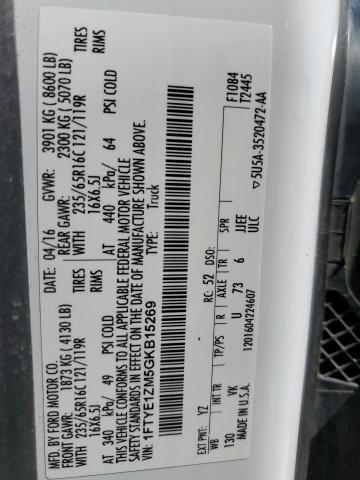 MFD. BY FORD MOTOR CO.
DATE: 04/16 GVWR: 3901 KG ( 8600 LB)
FRONT GAWR: 1873 KG ( 4130 LB)
REAR GAWR: 2300 KG ( 5070 LB)
WITH 235/65R16C 121/119R TIRES
WITH 235/65R16C 121/119R TIRES
16X6.5J RIMS
16X6.5J RIMS
AT 340 kPa/ 49 PSI COLD
AT 440 kPa/ 64 PSI COLD
THIS VEHICLE CONFORMS TO ALL APPLICABLE FEDERAL MOTOR VEHICLE
STANDARDS IN EFFECT ON THE DATE OF MANUFACTURE SHOWN ABOVE.
VIN: 1FTYE1ZM5GKB15269
Truck
F1084
T2445
EXT PNT: YZ RC: 52 DSO:
WB INT TR TP/PS R AXLE TR SPR
130 VK U 73 6 JJEE
ULC
MADE IN U.S.A. 1201604224607
▽ 5U5A-3520472-AA